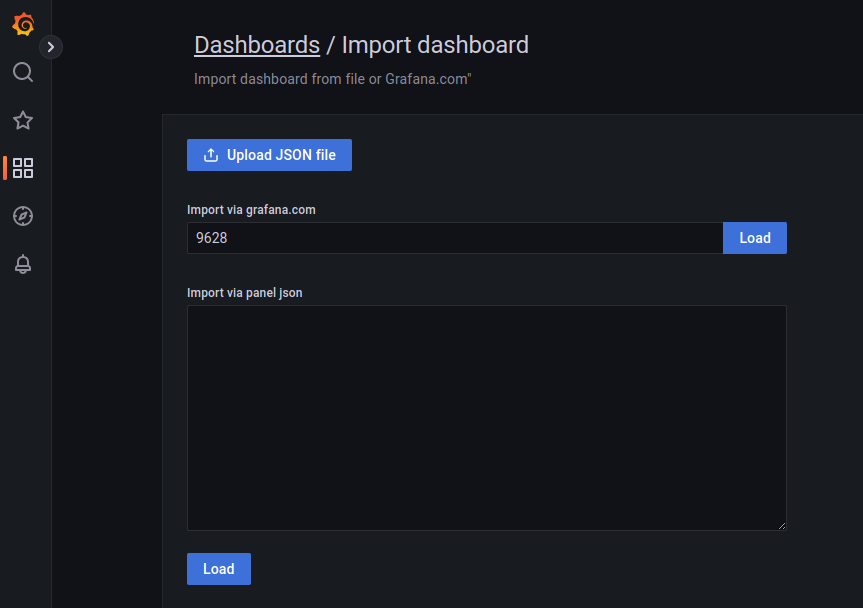 Dashboards / Import dashboard
Import dashboard from file or Grafana.com"
Upload JSON file
Import via grafana.com
9628
Load
Import via panel json
Load